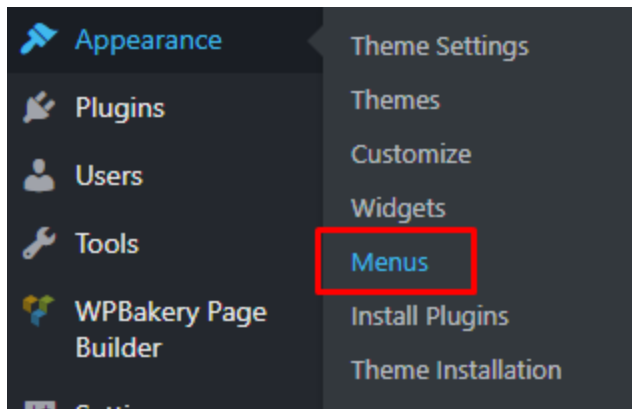 Appearance
Plugins
Users
Tools
WPBakery Page
Builder
Theme Settings
Themes
Customize
Widgets
Menus
Install Plugins
Theme Installation